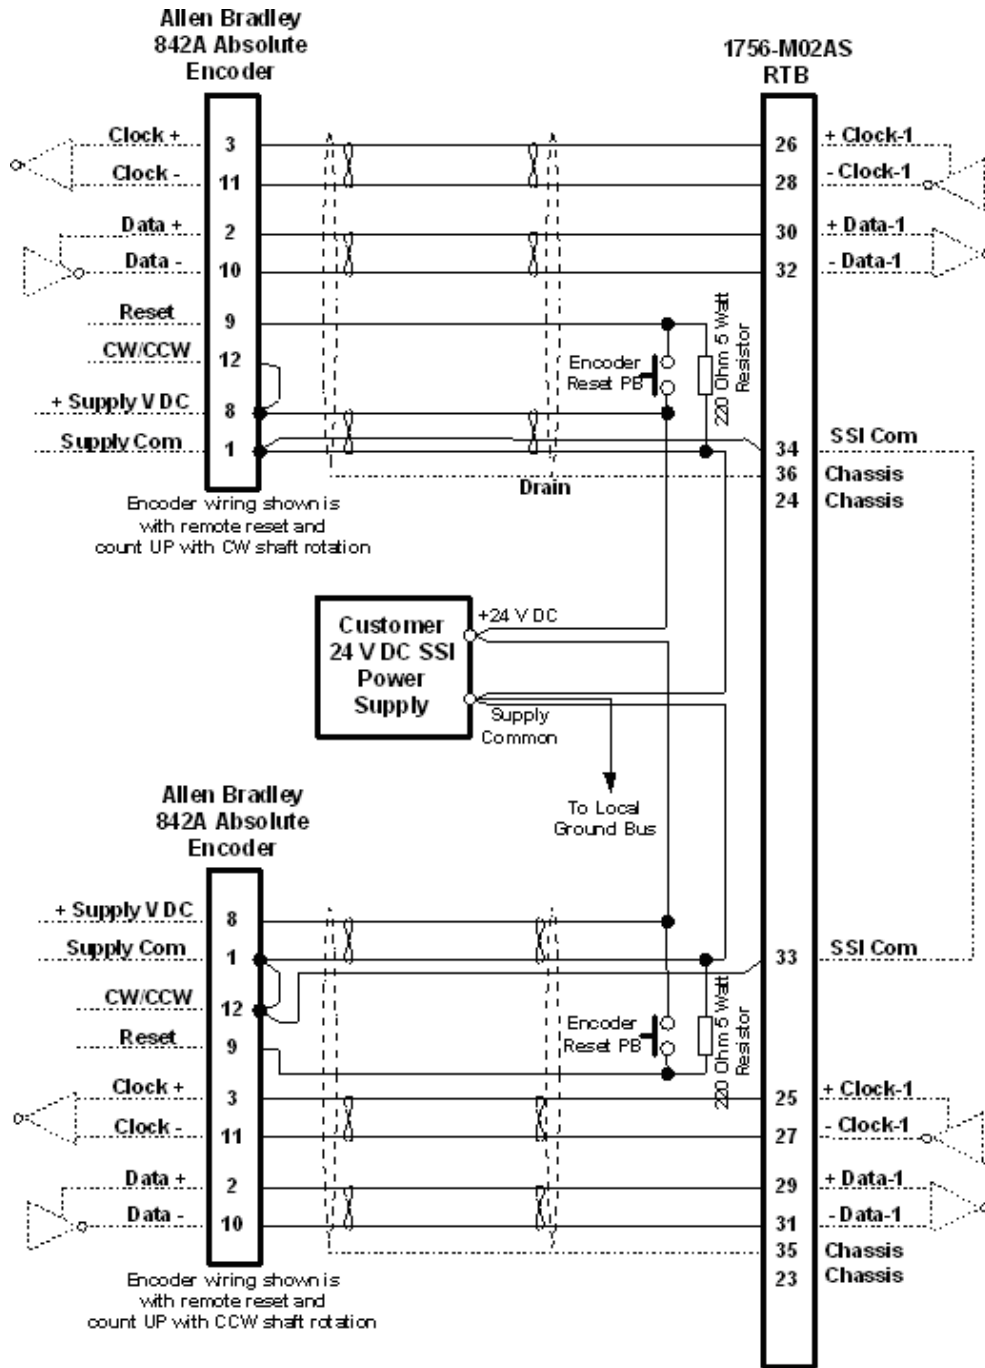 Allen Bradley
842A Absolute
Encoder
1756-M02AS
RTB
Clock +
3
26
+ Clock-1
Clock -
11
28
- Clock-1
Data +
2
30
+ Data-1
Data -
10
32
- Data-1
Reset
9
CW/CCW
12
Encoder
Reset PB
220 Ohm 5 Watt
Resistor
+ Supply V DC
8
Supply Com
1
34
SSI Com
36
Chassis
Drain
24
Chassis
Encoder wiring shown is
with remote reset and
count UP with CW shaft rotation
Customer
24 V DC SSI
Power
Supply
+24 V DC
Supply
Common
To Local
Ground Bus
Allen Bradley
842A Absolute
Encoder
+ Supply V DC
8
Supply Com
1
33
SSI Com
CW/CCW
12
Reset
9
Encoder
Reset PB
220 Ohm 5 Watt
Resistor
Clock +
3
25
+ Clock-1
Clock -
11
27
- Clock-1
Data +
2
29
+ Data-1
Data -
10
31
- Data-1
35
Chassis
23
Chassis
Encoder wiring shown is
with remote reset and
count UP with CCW shaft rotation